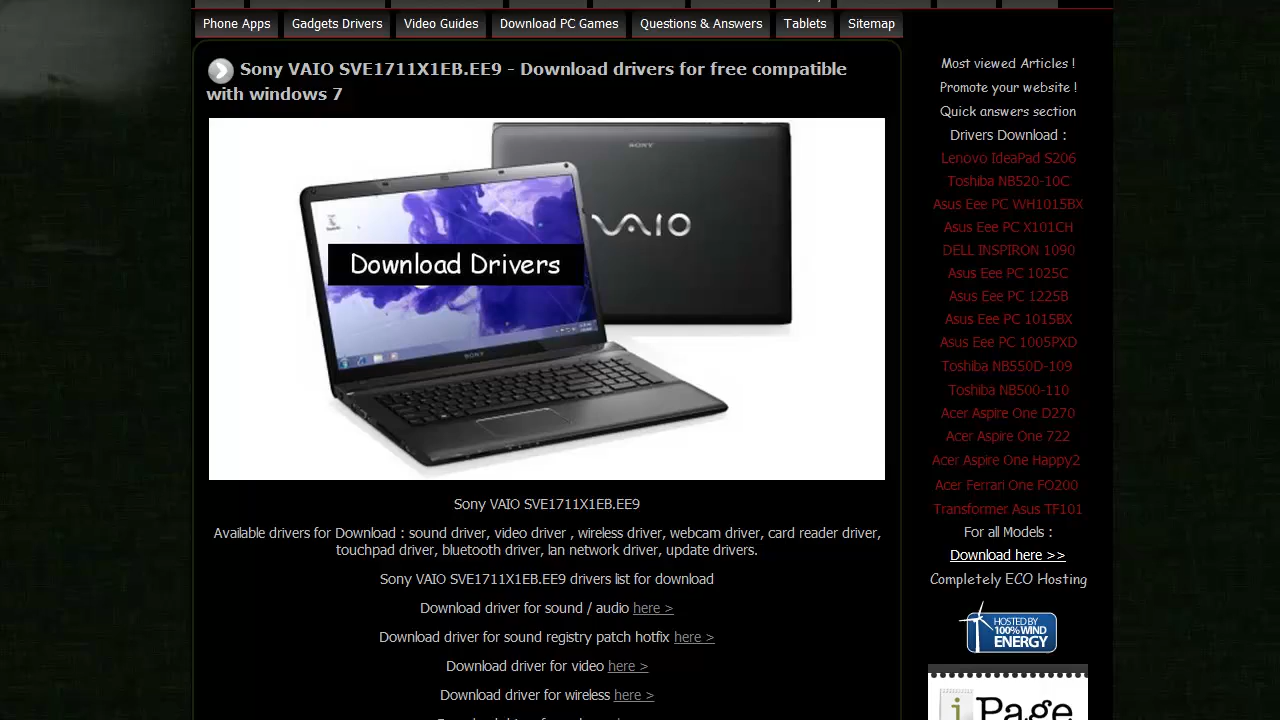 Phone Apps
Gadgets Drivers
Video Guides
Download PC Games
Questions & Answers
Tablets
Sitemap
Sony VAIO SVE1711X1EB.EE9 - Download drivers for free compatible
with windows 7
SONY
VAIO
Download Drivers
SONY
Sony VAIO SVE1711X1EB.EE9
Available drivers for Download : sound driver, video driver , wireless driver, webcam driver, card reader driver,
touchpad driver, bluetooth driver, lan network driver, update drivers.
Sony VAIO SVE1711X1EB.EE9 drivers list for download
Download driver for sound / audio here >
Download driver for sound registry patch hotfix here >
Download driver for video here >
Download driver for wireless here >
Most viewed Articles !
Promote your website !
Quick answers section
Drivers Download :
Lenovo IdeaPad S206
Toshiba NB520-10C
Asus Eee PC WH1015BX
Asus Eee PC X101CH
DELL INSPIRON 1090
Asus Eee PC 1025C
Asus Eee PC 1225B
Asus Eee PC 1015BX
Asus Eee PC 1005PXD
Toshiba NB550D-109
Toshiba NB500-110
Acer Aspire One D270
Acer Aspire One 722
Acer Aspire One Happy2
Acer Ferrari One FO200
Transformer Asus TF101
For all Models :
Download here >>
Completely ECO Hosting
HOSTED BY
100% WIND
ENERGY
iPage